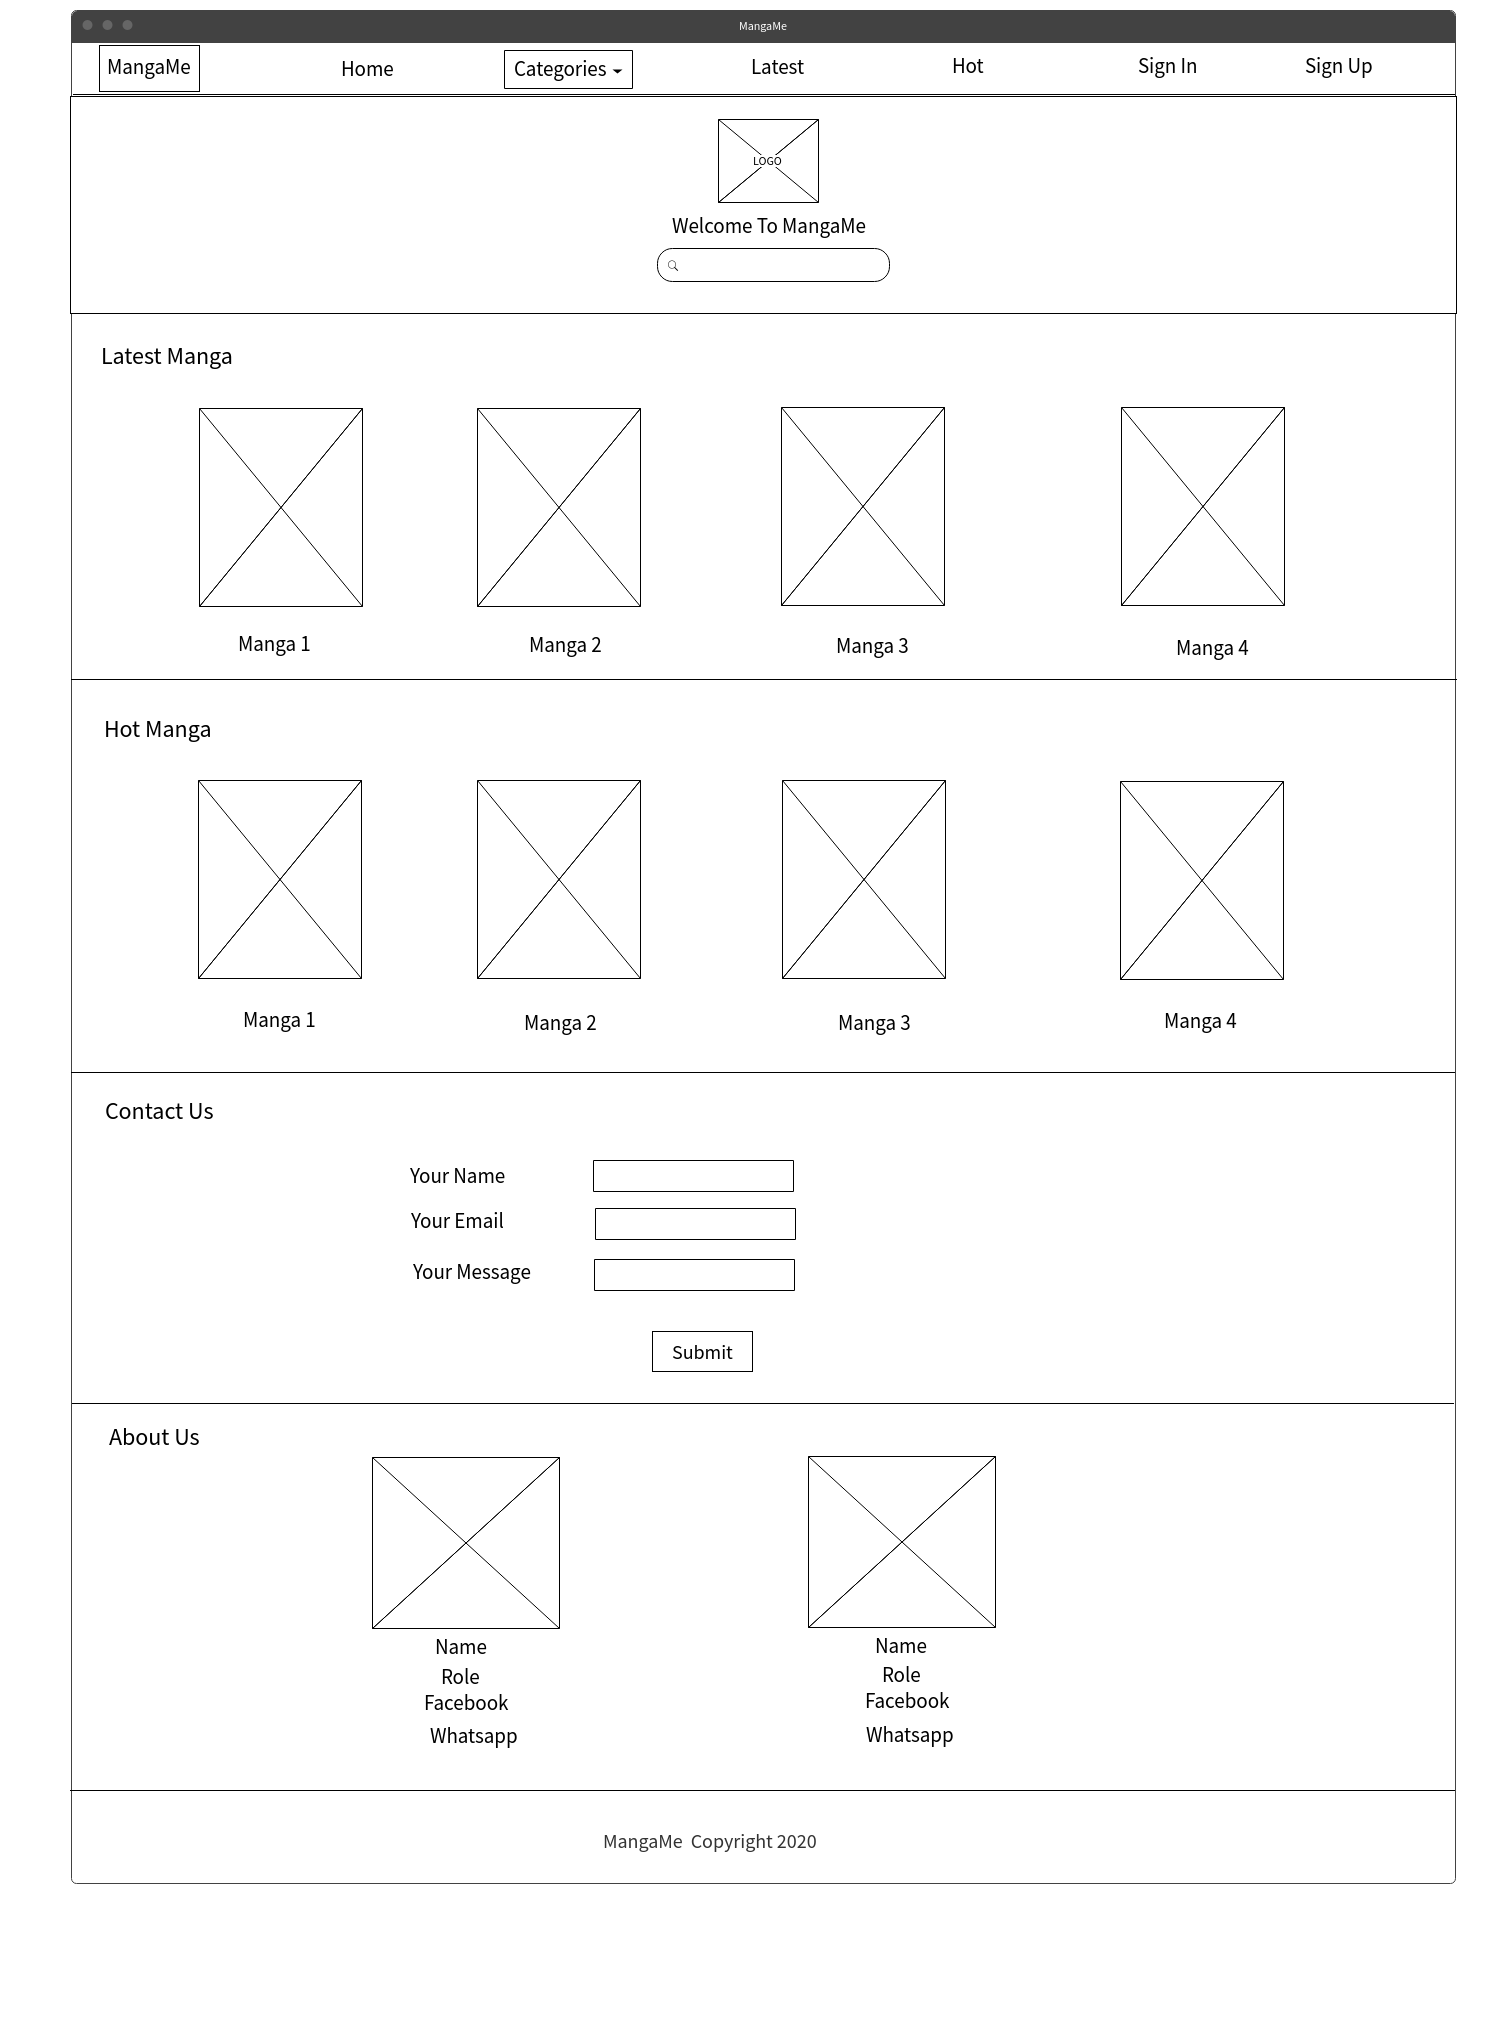 MangaMe
MangaMe Home Categories Latest Hot Sign In Sign Up
LOGO
Welcome To MangaMe
Latest Manga
Manga 1 Manga 2 Manga 3 Manga 4
Hot Manga
Manga 1 Manga 2 Manga 3 Manga 4
Contact Us
Your Name
Your Email
Your Message
Submit
About Us
Name Name
Role Role
Facebook Facebook
Whatsapp Whatsapp
MangaMe Copyright 2020